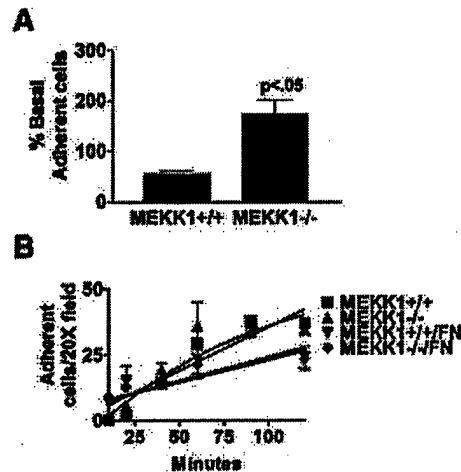 A
% Basal
Adherent cells
300
200
100
0
p<.05
MEKK1+/+ MEKK1-/-
B
Adherent
cells/20X field
50
25
0
25 50 75 100
Minutes
MEKK1+/+
MEKK1-/-
MEKK1+/+/FN
MEKK1-/-/FN